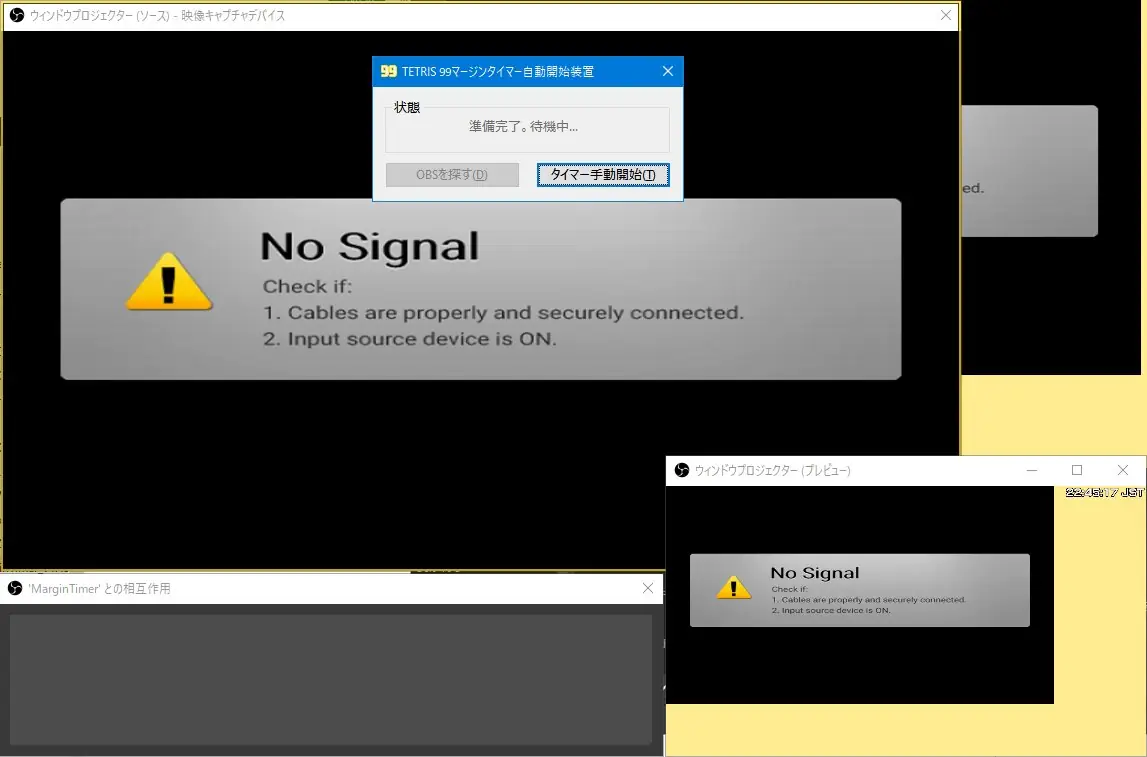 ウィンドウプロジェクター (ソース) - 映像キャプチャデバイス
99 TETRIS 99マージンタイマー自動開始装置
状態
準備完了。待機中...
OBSを探す(D)
タイマー手動開始(T)
ed.
No Signal
Check if:
1. Cables are properly and securely connected.
2. Input source device is ON.
ウィンドウプロジェクター (プレビュー)
22:45:17 JST
No Signal
Check if:
1. Cables are properly and securely connected.
2. Input source device is ON.
'MarginTimer' との相互作用